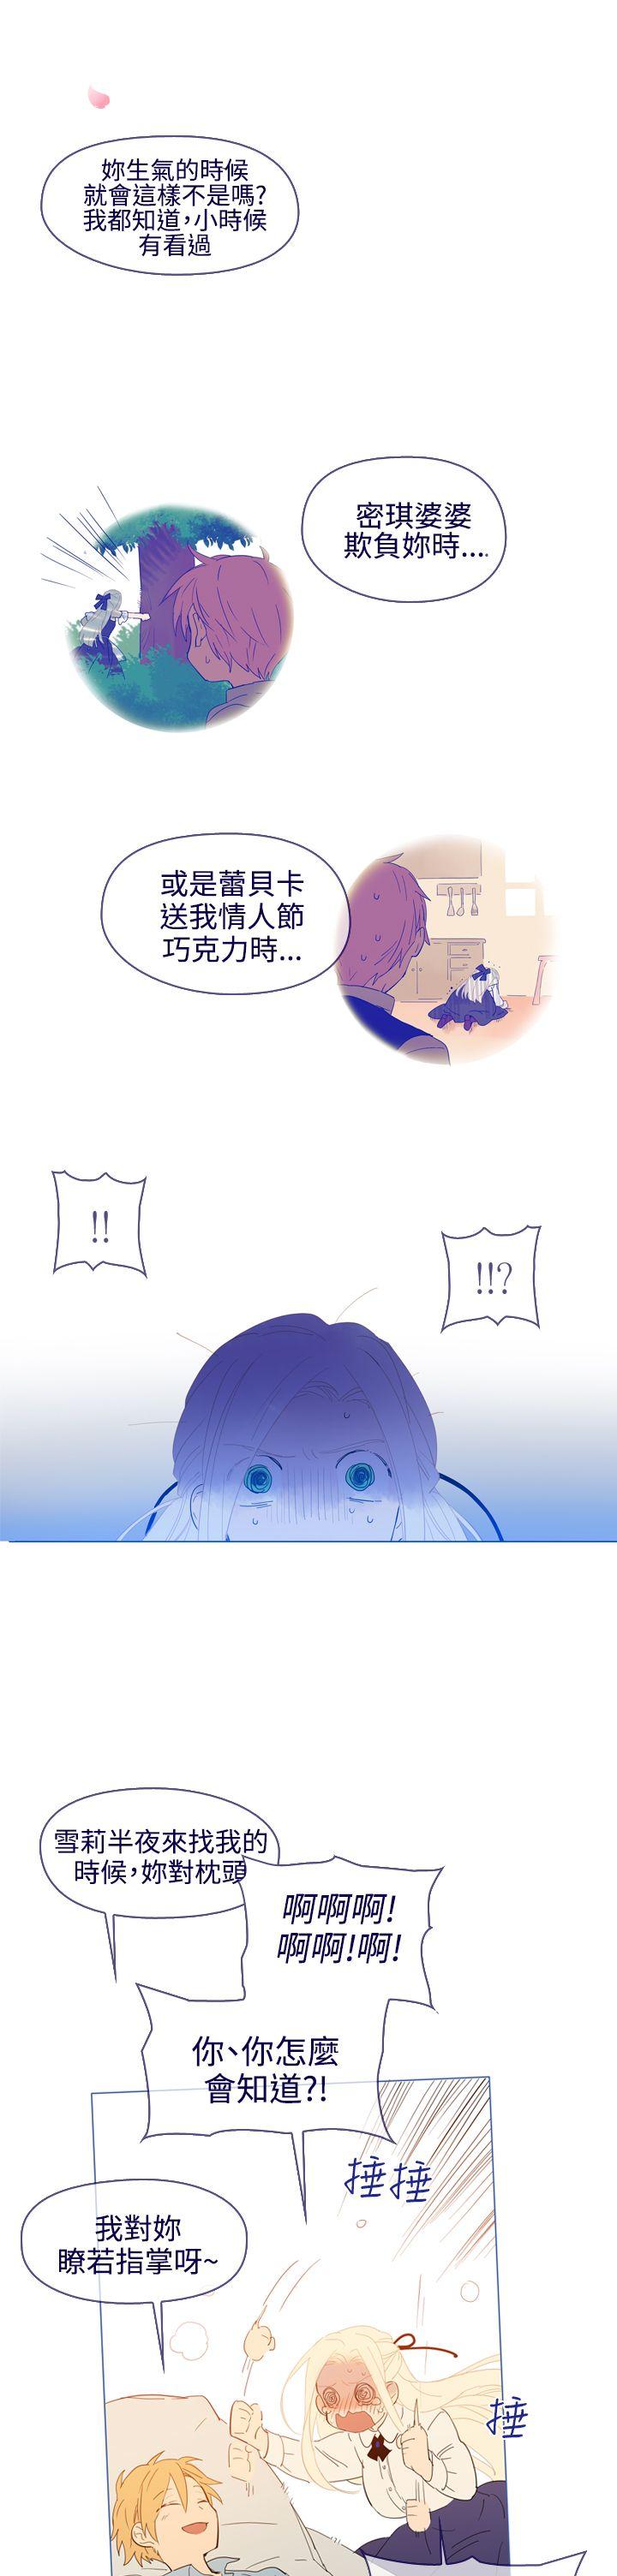 妳生氣的時候
就會這樣不是嗎?
我都知道,小時候
有看過
密琪婆婆
欺負妳時...
或是蕾貝卡
送我情人節
巧克力時...
!!
!!?
雪莉半夜來找我的
時候,妳對枕頭
啊啊啊!
啊啊!啊!
你、你怎麼
會知道?!
捶捶
我對妳
瞭若指掌呀~
捶